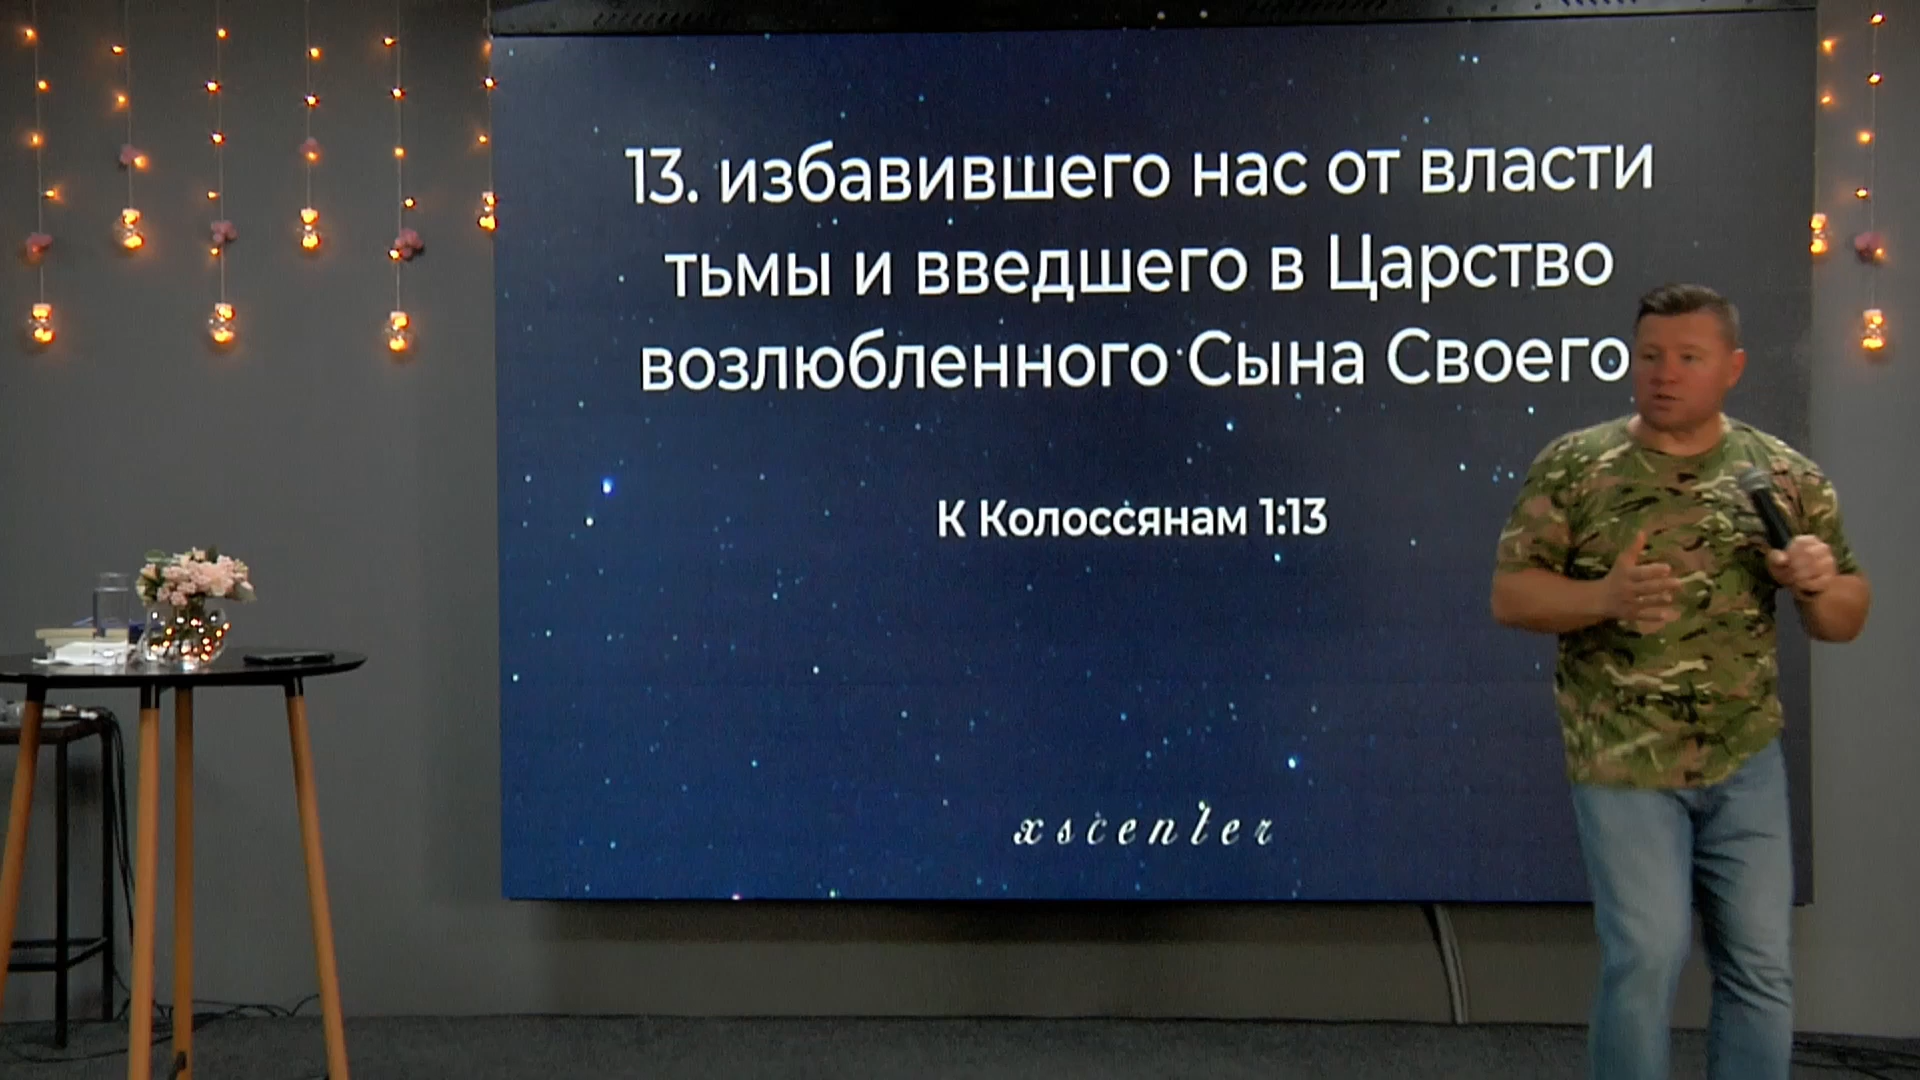 13. избавившего нас от власти
тьмы и введшего в Царство
возлюбленного Сына Своего
К Колоссянам 1:13
xscenter